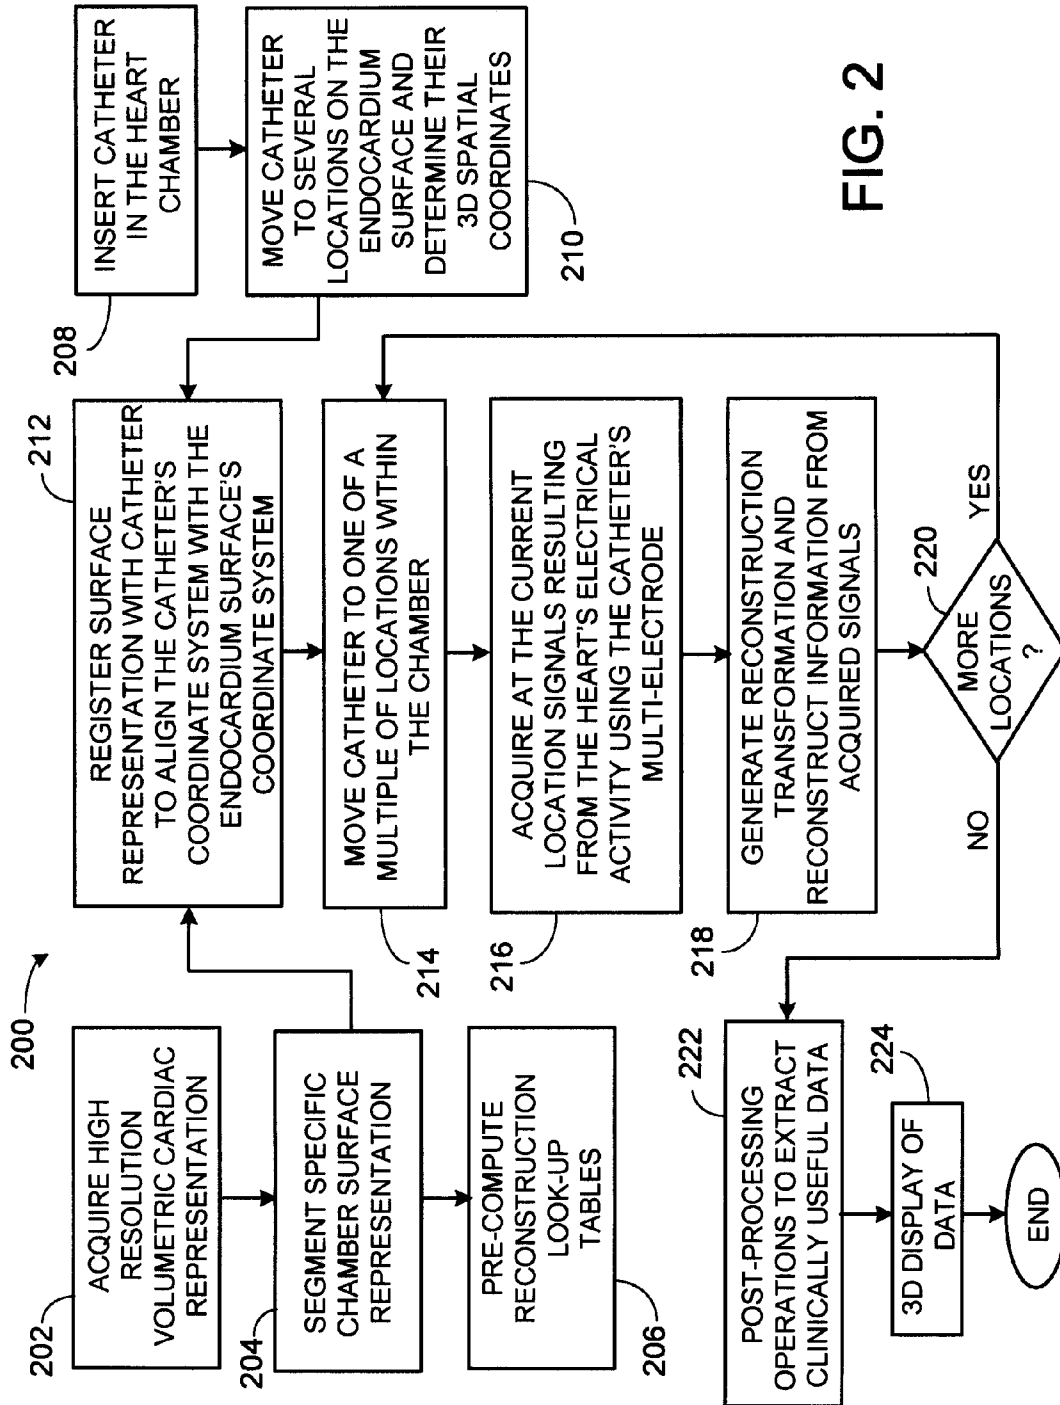 200
202
ACQUIRE HIGH
RESOLUTION
VOLUMETRIC CARDIAC
REPRESENTATION
204
SEGMENT SPECIFIC
CHAMBER SURFACE
REPRESENTATION
206
PRE-COMPUTE
RECONSTRUCTION
LOOK-UP
TABLES
208
INSERT CATHETER
IN THE HEART
CHAMBER
210
MOVE CATHETER
TO SEVERAL
LOCATIONS ON THE
ENDOCARDIUM
SURFACE AND
DETERMINE THEIR
3D SPATIAL
COORDINATES
212
REGISTER SURFACE
REPRESENTATION WITH CATHETER
TO ALIGN THE CATHETER'S
COORDINATE SYSTEM WITH THE
ENDOCARDIUM SURFACE'S
COORDINATE SYSTEM
214
MOVE CATHETER TO ONE OF A
MULTIPLE OF LOCATIONS WITHIN
THE CHAMBER
216
ACQUIRE AT THE CURRENT
LOCATION SIGNALS RESULTING
FROM THE HEART'S ELECTRICAL
ACTIVITY USING THE CATHETER'S
MULTI-ELECTRODE
218
GENERATE RECONSTRUCTION
TRANSFORMATION AND
RECONSTRUCT INFORMATION FROM
ACQUIRED SIGNALS
220
MORE
LOCATIONS
?
YES
NO
222
POST-PROCESSING
OPERATIONS TO EXTRACT
CLINICALLY USEFUL DATA
224
3D DISPLAY OF
DATA
END
FIG. 2